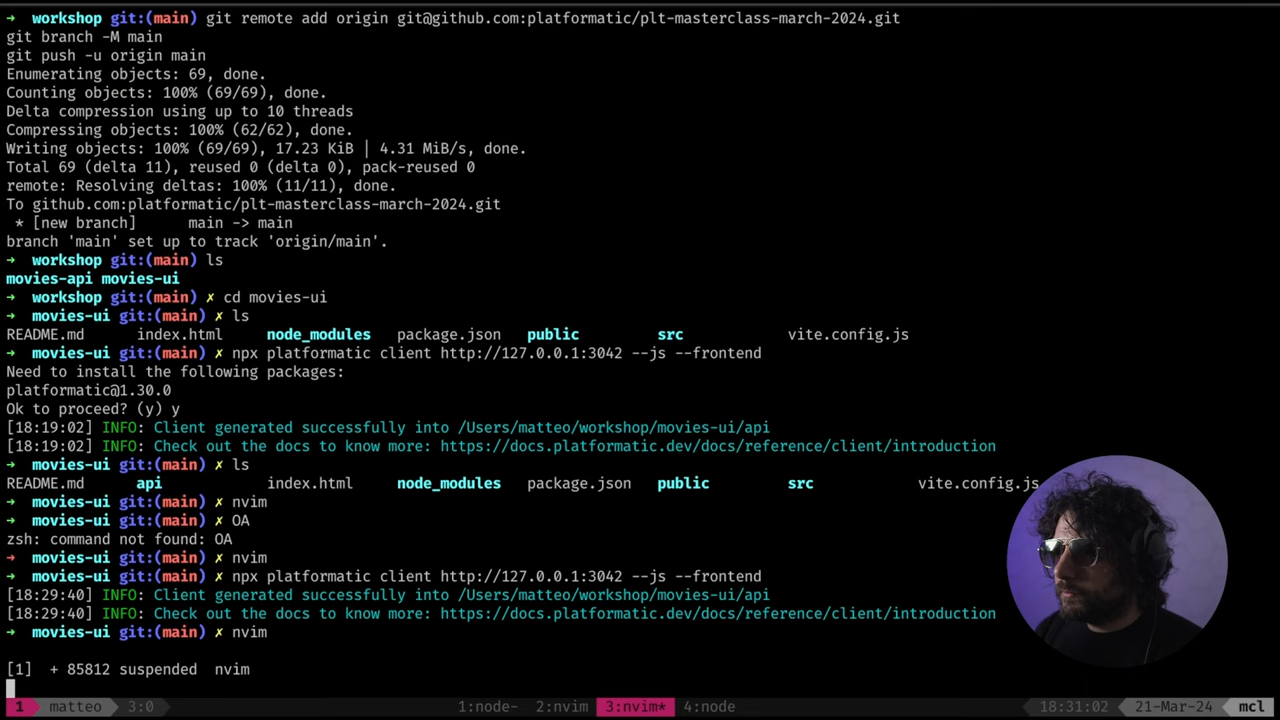 → workshop git:(main) git remote add origin git@github.com:platformatic/plt-masterclass-march-2024.git
git branch -M main
git push -u origin main
Enumerating objects: 69, done.
Counting objects: 100% (69/69), done.
Delta compression using up to 10 threads
Compressing objects: 100% (62/62), done.
Writing objects: 100% (69/69), 17.23 KiB | 4.31 MiB/s, done.
Total 69 (delta 11), reused 0 (delta 0), pack-reused 0
remote: Resolving deltas: 100% (11/11), done.
To github.com:platformatic/plt-masterclass-march-2024.git
* [new branch] main -> main
branch 'main' set up to track 'origin/main'.
→ workshop git:(main) ls
movies-api movies-ui
→ workshop git:(main) ✗ cd movies-ui
→ movies-ui git:(main) ✗ ls
README.md index.html node_modules package.json public src vite.config.js
→ movies-ui git:(main) ✗ npx platformatic client http://127.0.0.1:3042 --js --frontend
Need to install the following packages:
platformatic@1.30.0
Ok to proceed? (y) y
[18:19:02] INFO: Client generated successfully into /Users/matteo/workshop/movies-ui/api
[18:19:02] INFO: Check out the docs to know more: https://docs.platformatic.dev/docs/reference/client/introduction
→ movies-ui git:(main) ✗ ls
README.md api index.html node_modules package.json public src vite.config.js
→ movies-ui git:(main) ✗ nvim
→ movies-ui git:(main) ✗ OA
zsh: command not found: OA
→ movies-ui git:(main) ✗ nvim
→ movies-ui git:(main) ✗ npx platformatic client http://127.0.0.1:3042 --js --frontend
[18:29:40] INFO: Client generated successfully into /Users/matteo/workshop/movies-ui/api
[18:29:40] INFO: Check out the docs to know more: https://docs.platformatic.dev/docs/reference/client/introduction
→ movies-ui git:(main) ✗ nvim
[1] + 85812 suspended nvim
1 matteo 3:0 1:node- 2:nvim 3:nvim* 4:node 18:31:02 21-Mar-24 mcl